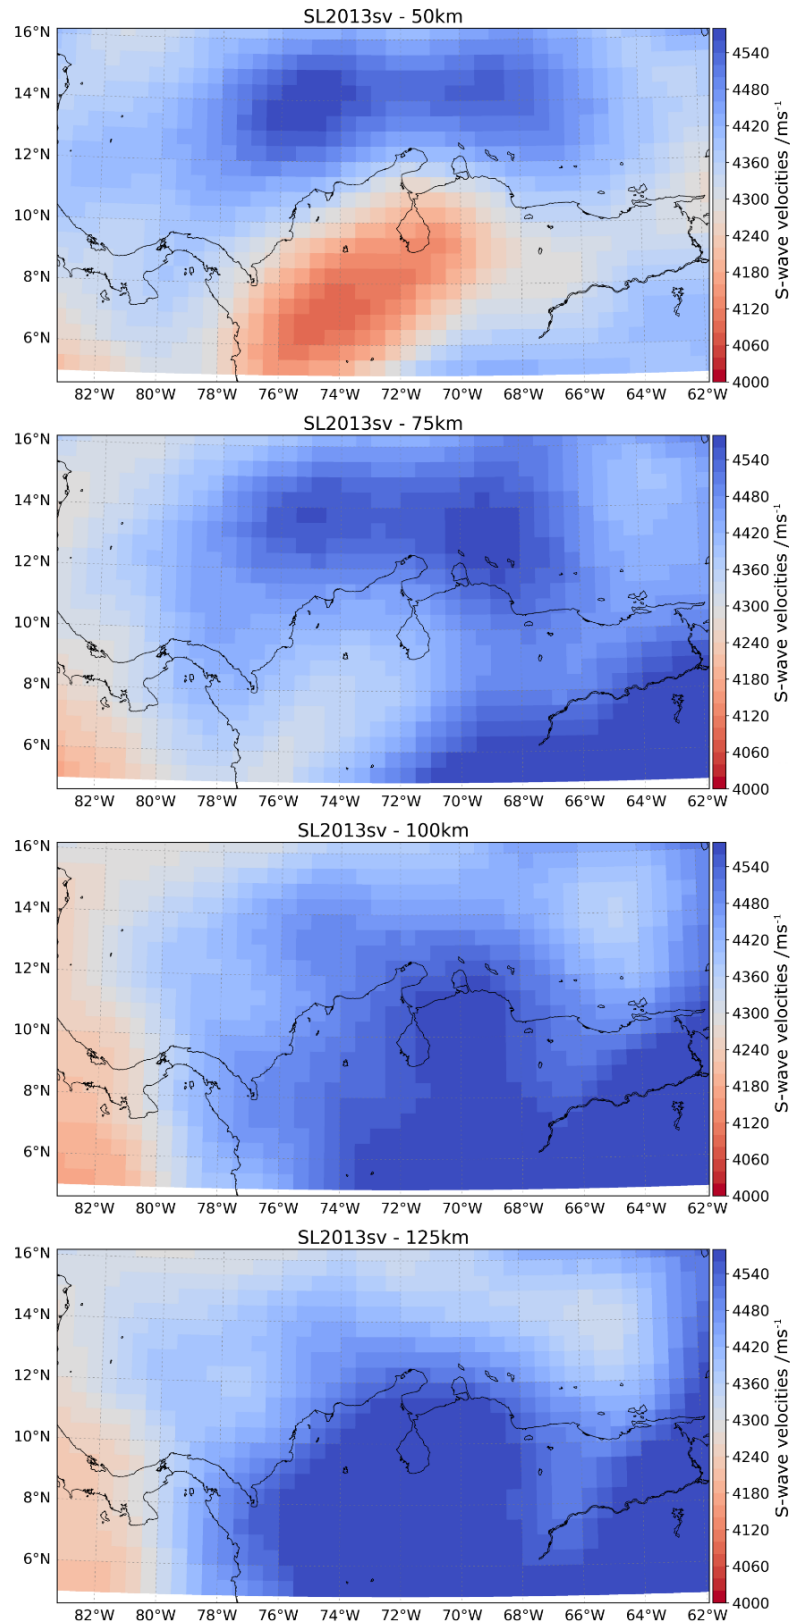 SL2013sv - 50km
16°N
14°N
12°N
10°N
8°N
6°N
82°W 80°W 78°W 76°W 74°W 72°W 70°W 68°W 66°W 64°W 62°W
4540
4480
4420
4360
4300
4240
4180
4120
4060
4000
S-wave velocities /ms⁻¹
SL2013sv - 75km
16°N
14°N
12°N
10°N
8°N
6°N
82°W 80°W 78°W 76°W 74°W 72°W 70°W 68°W 66°W 64°W 62°W
4540
4480
4420
4360
4300
4240
4180
4120
4060
4000
S-wave velocities /ms⁻¹
SL2013sv - 100km
16°N
14°N
12°N
10°N
8°N
6°N
82°W 80°W 78°W 76°W 74°W 72°W 70°W 68°W 66°W 64°W 62°W
4540
4480
4420
4360
4300
4240
4180
4120
4060
4000
S-wave velocities /ms⁻¹
SL2013sv - 125km
16°N
14°N
12°N
10°N
8°N
6°N
82°W 80°W 78°W 76°W 74°W 72°W 70°W 68°W 66°W 64°W 62°W
4540
4480
4420
4360
4300
4240
4180
4120
4060
4000
S-wave velocities /ms⁻¹